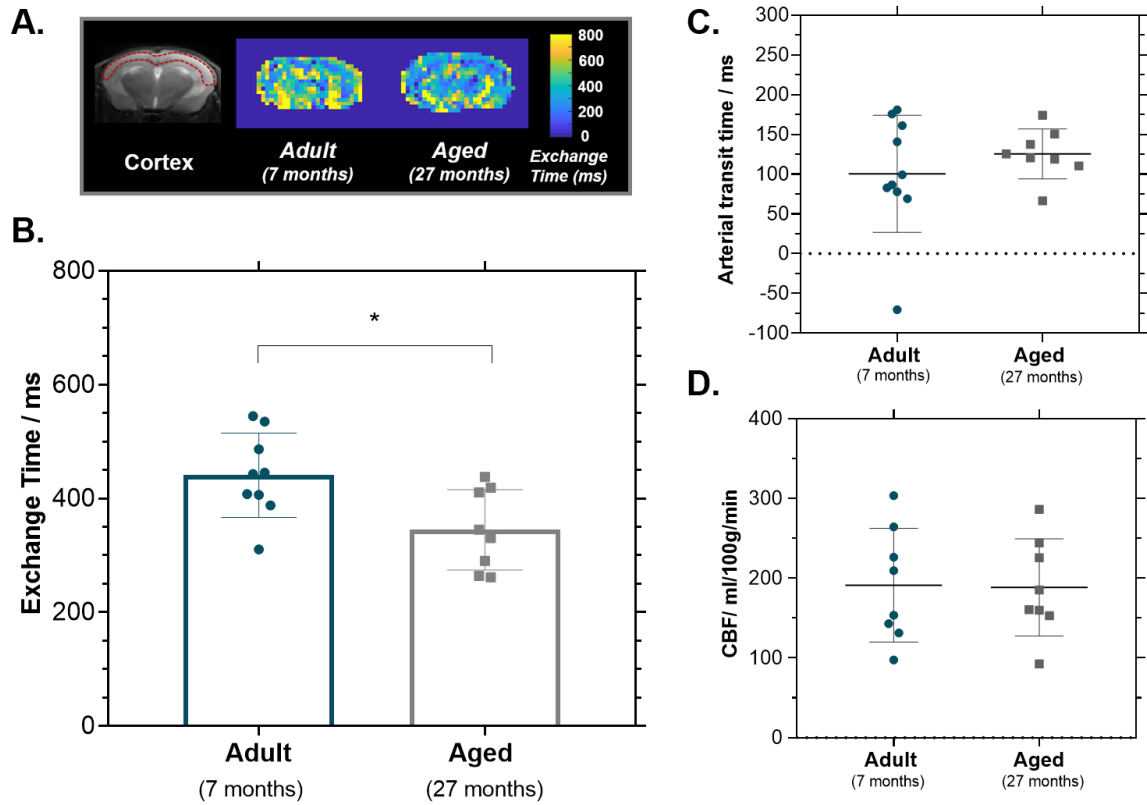 A.
Cortex
Adult
(7 months)
Aged
(27 months)
800
600
400
200
0
Exchange
Time (ms)
B.
Exchange Time / ms
800
600
400
200
0
*
Adult
(7 months)
Aged
(27 months)
C.
Arterial transit time / ms
300
250
200
150
100
50
0
-50
-100
Adult
(7 months)
Aged
(27 months)
D.
CBF/ ml/100g/min
400
300
200
100
0
Adult
(7 months)
Aged
(27 months)